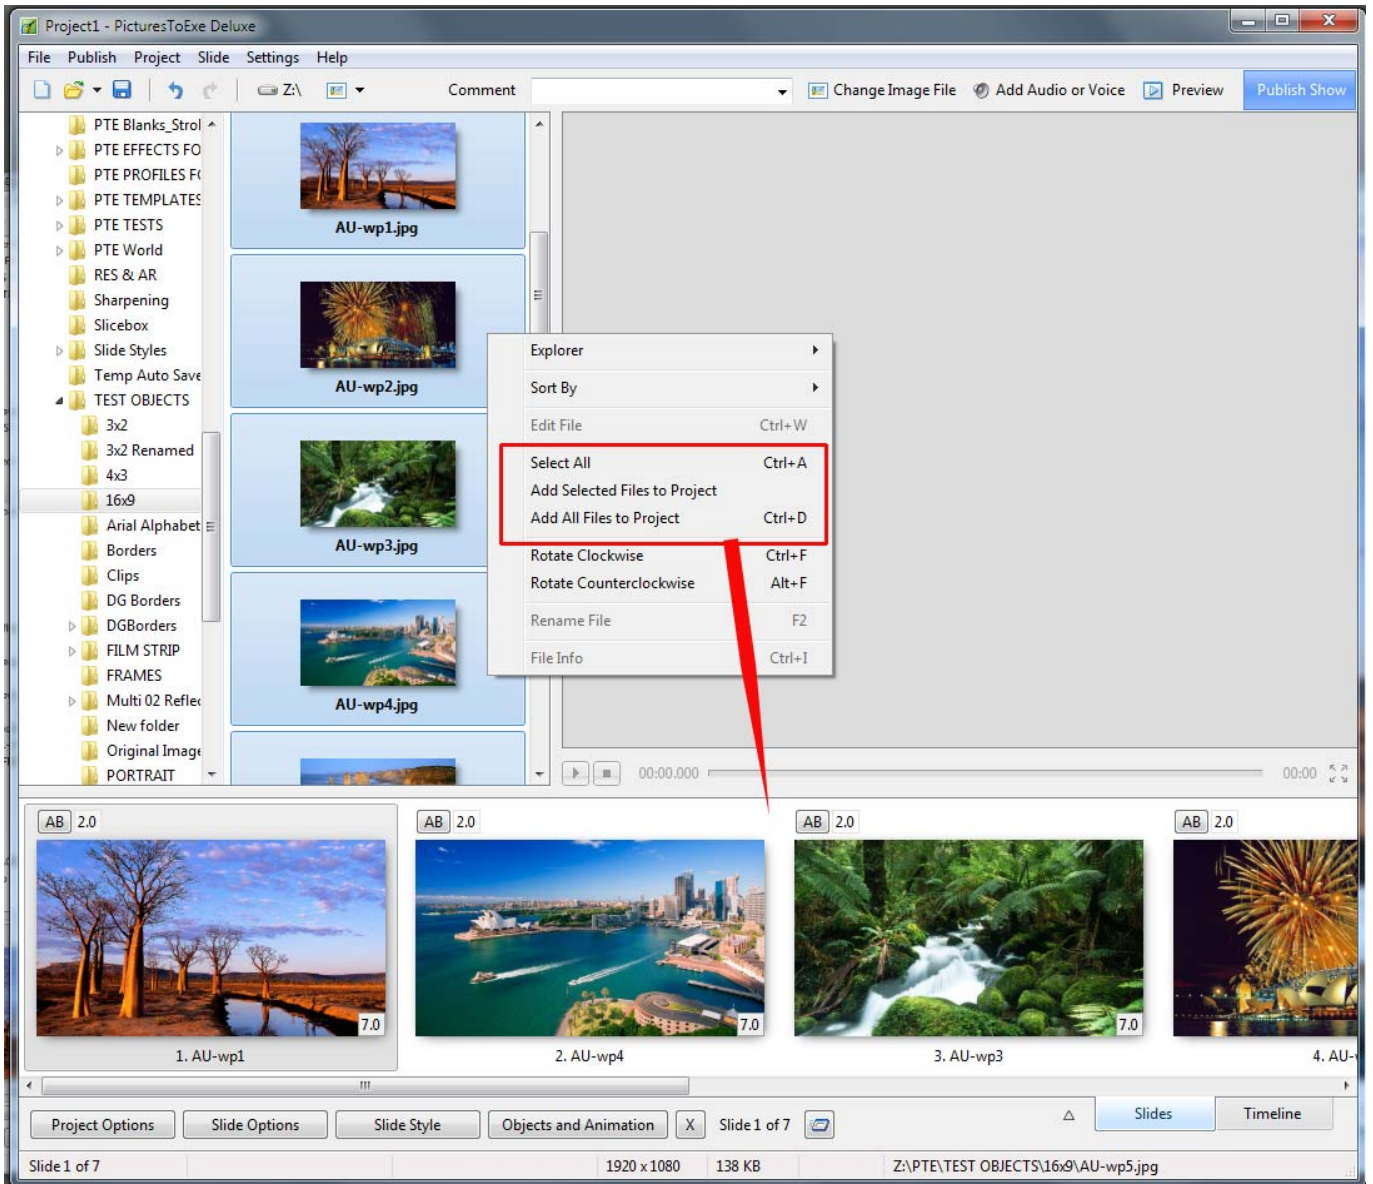 Project1 - PicturesToExe Deluxe
File Publish Project Slide Settings Help
Z:\ Comment Change Image File Add Audio or Voice Preview Publish Show
PTE Blanks_Strol
PTE EFFECTS FO
PTE PROFILES F
PTE TEMPLATES
PTE TESTS
PTE World
RES & AR
Sharpening
Slicebox
Slide Styles
Temp Auto Save
TEST OBJECTS
3x2
3x2 Renamed
4x3
16x9
Arial Alphabet
Borders
Clips
DG Borders
DGBorders
FILM STRIP
FRAMES
Multi 02 Reflec
New folder
Original Image
PORTRAIT
AU-wp1.jpg
AU-wp2.jpg
AU-wp3.jpg
AU-wp4.jpg
Explorer
Sort By
Edit File Ctrl+W
Select All Ctrl+A
Add Selected Files to Project
Add All Files to Project Ctrl+D
Rotate Clockwise Ctrl+F
Rotate Counterclockwise Alt+F
Rename File F2
File Info Ctrl+I
00:00.000 00:00
AB 2.0 AB 2.0 AB 2.0 AB 2.0
7.0 7.0 7.0
1. AU-wp1 2. AU-wp4 3. AU-wp3 4. AU-
Project Options Slide Options Slide Style Objects and Animation X Slide 1 of 7 Slides Timeline
Slide 1 of 7 1920 x 1080 138 KB Z:\PTE\TEST OBJECTS\16x9\AU-wp5.jpg